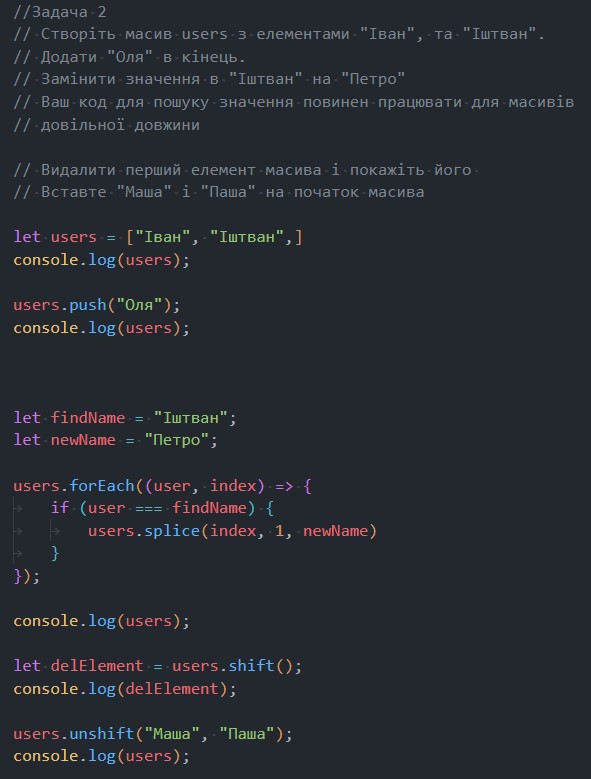 //Задача 2
// Створіть масив users з елементами "Іван", та "Іштван".
// Додати "Оля" в кінець.
// Замінити значення в "Іштван" на "Петро"
// Ваш код для пошуку значення повинен працювати для масивів
// довільної довжини
// Видалити перший елемент масива і покажіть його
// Вставте "Маша" і "Паша" на початок масива
let users = ["Іван", "Іштван",]
console.log(users);
users.push("Оля");
console.log(users);
let findName = "Іштван";
let newName = "Петро";
users.forEach((user, index) => {
if (user === findName) {
users.splice(index, 1, newName)
}
});
console.log(users);
let delElement = users.shift();
console.log(delElement);
users.unshift("Маша", "Паша");
console.log(users);